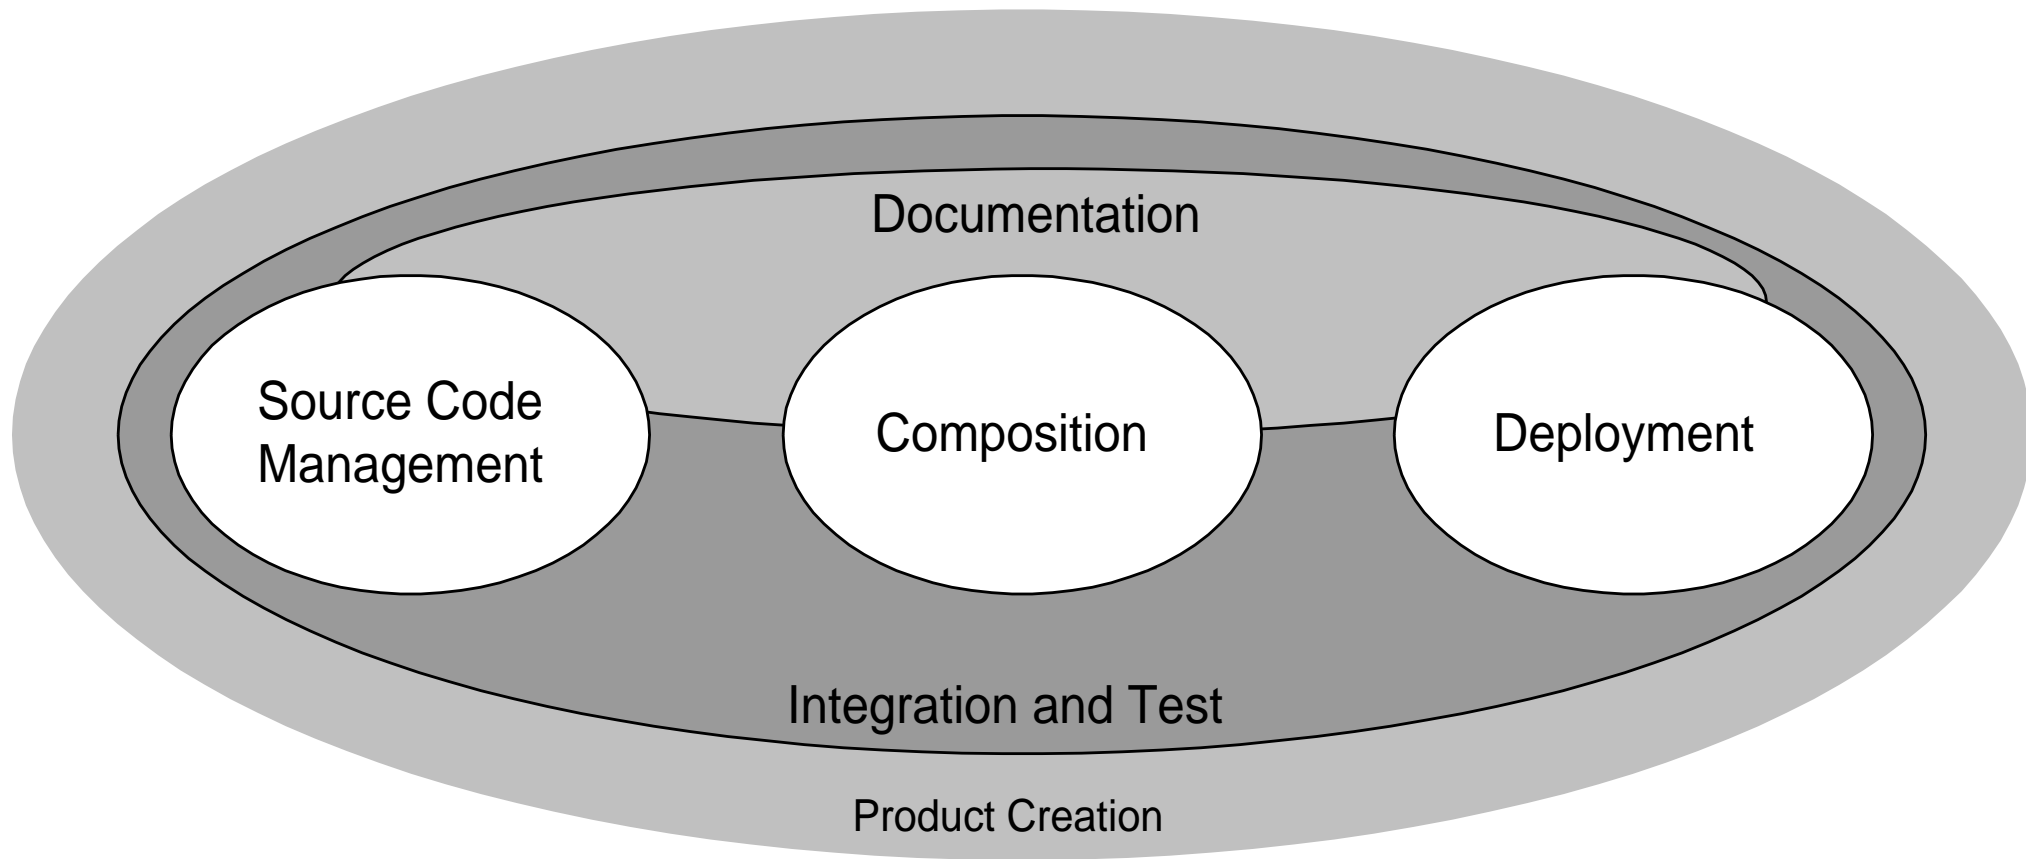 Documentation
Source Code
Management
Composition
Deployment
Integration and Test
Product Creation